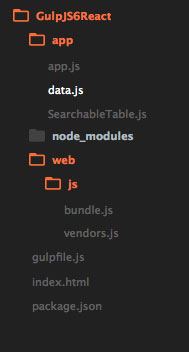 GulpJS6React
app
app.js
data.js
SearchableTable.js
node_modules
web
js
bundle.js
vendors.js
gulpfile.js
index.html
package.json